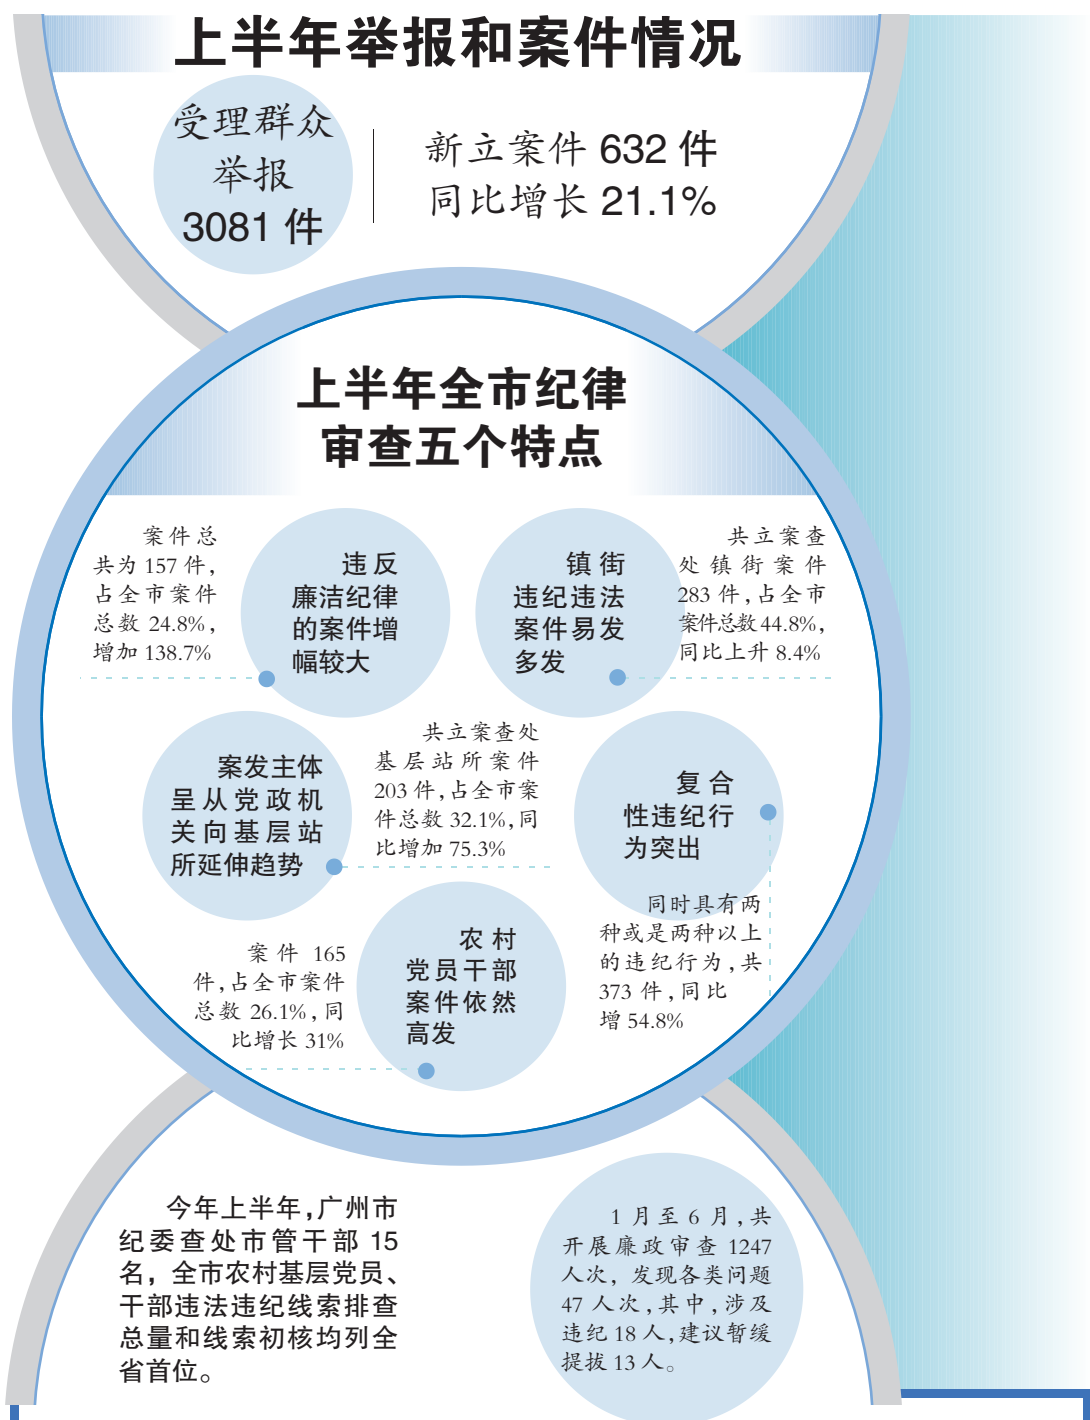 上半年举报和案件情况
受理群众
举报
3081 件
新立案件 632 件
同比增长 21.1%
上半年全市纪律
审查五个特点
案件总
共为 157 件，
占全市案件
总数 24.8%，
增加 138.7%
违反
廉洁纪律
的案件增
幅较大
镇街
违纪违法
案件易发
多发
共立案查
处镇街案件
283 件，占全市
案件总数 44.8%，
同比上升 8.4%
案发主体
呈从党政机
关向基层站
所延伸趋势
共立案查处
基层站所案件
203 件，占全市案
件总数 32.1%，同
比增加 75.3%
复合
性违纪行
为突出
同时具有两
种或是两种以上
的违纪行为，共
373 件，同比
增 54.8%
案件 165
件，占全市案件
总数 26.1%，同
比增长 31%
农村
党员干部
案件依然
高发
今年上半年，广州市
纪委查处市管干部 15
名，全市农村基层党员、
干部违法违纪线索排查
总量和线索初核均列全
省首位。
1 月至 6 月，共
开展廉政审查 1247
人次，发现各类问题
47 人次，其中，涉及
违纪 18 人，建议暂缓
提拔 13 人。